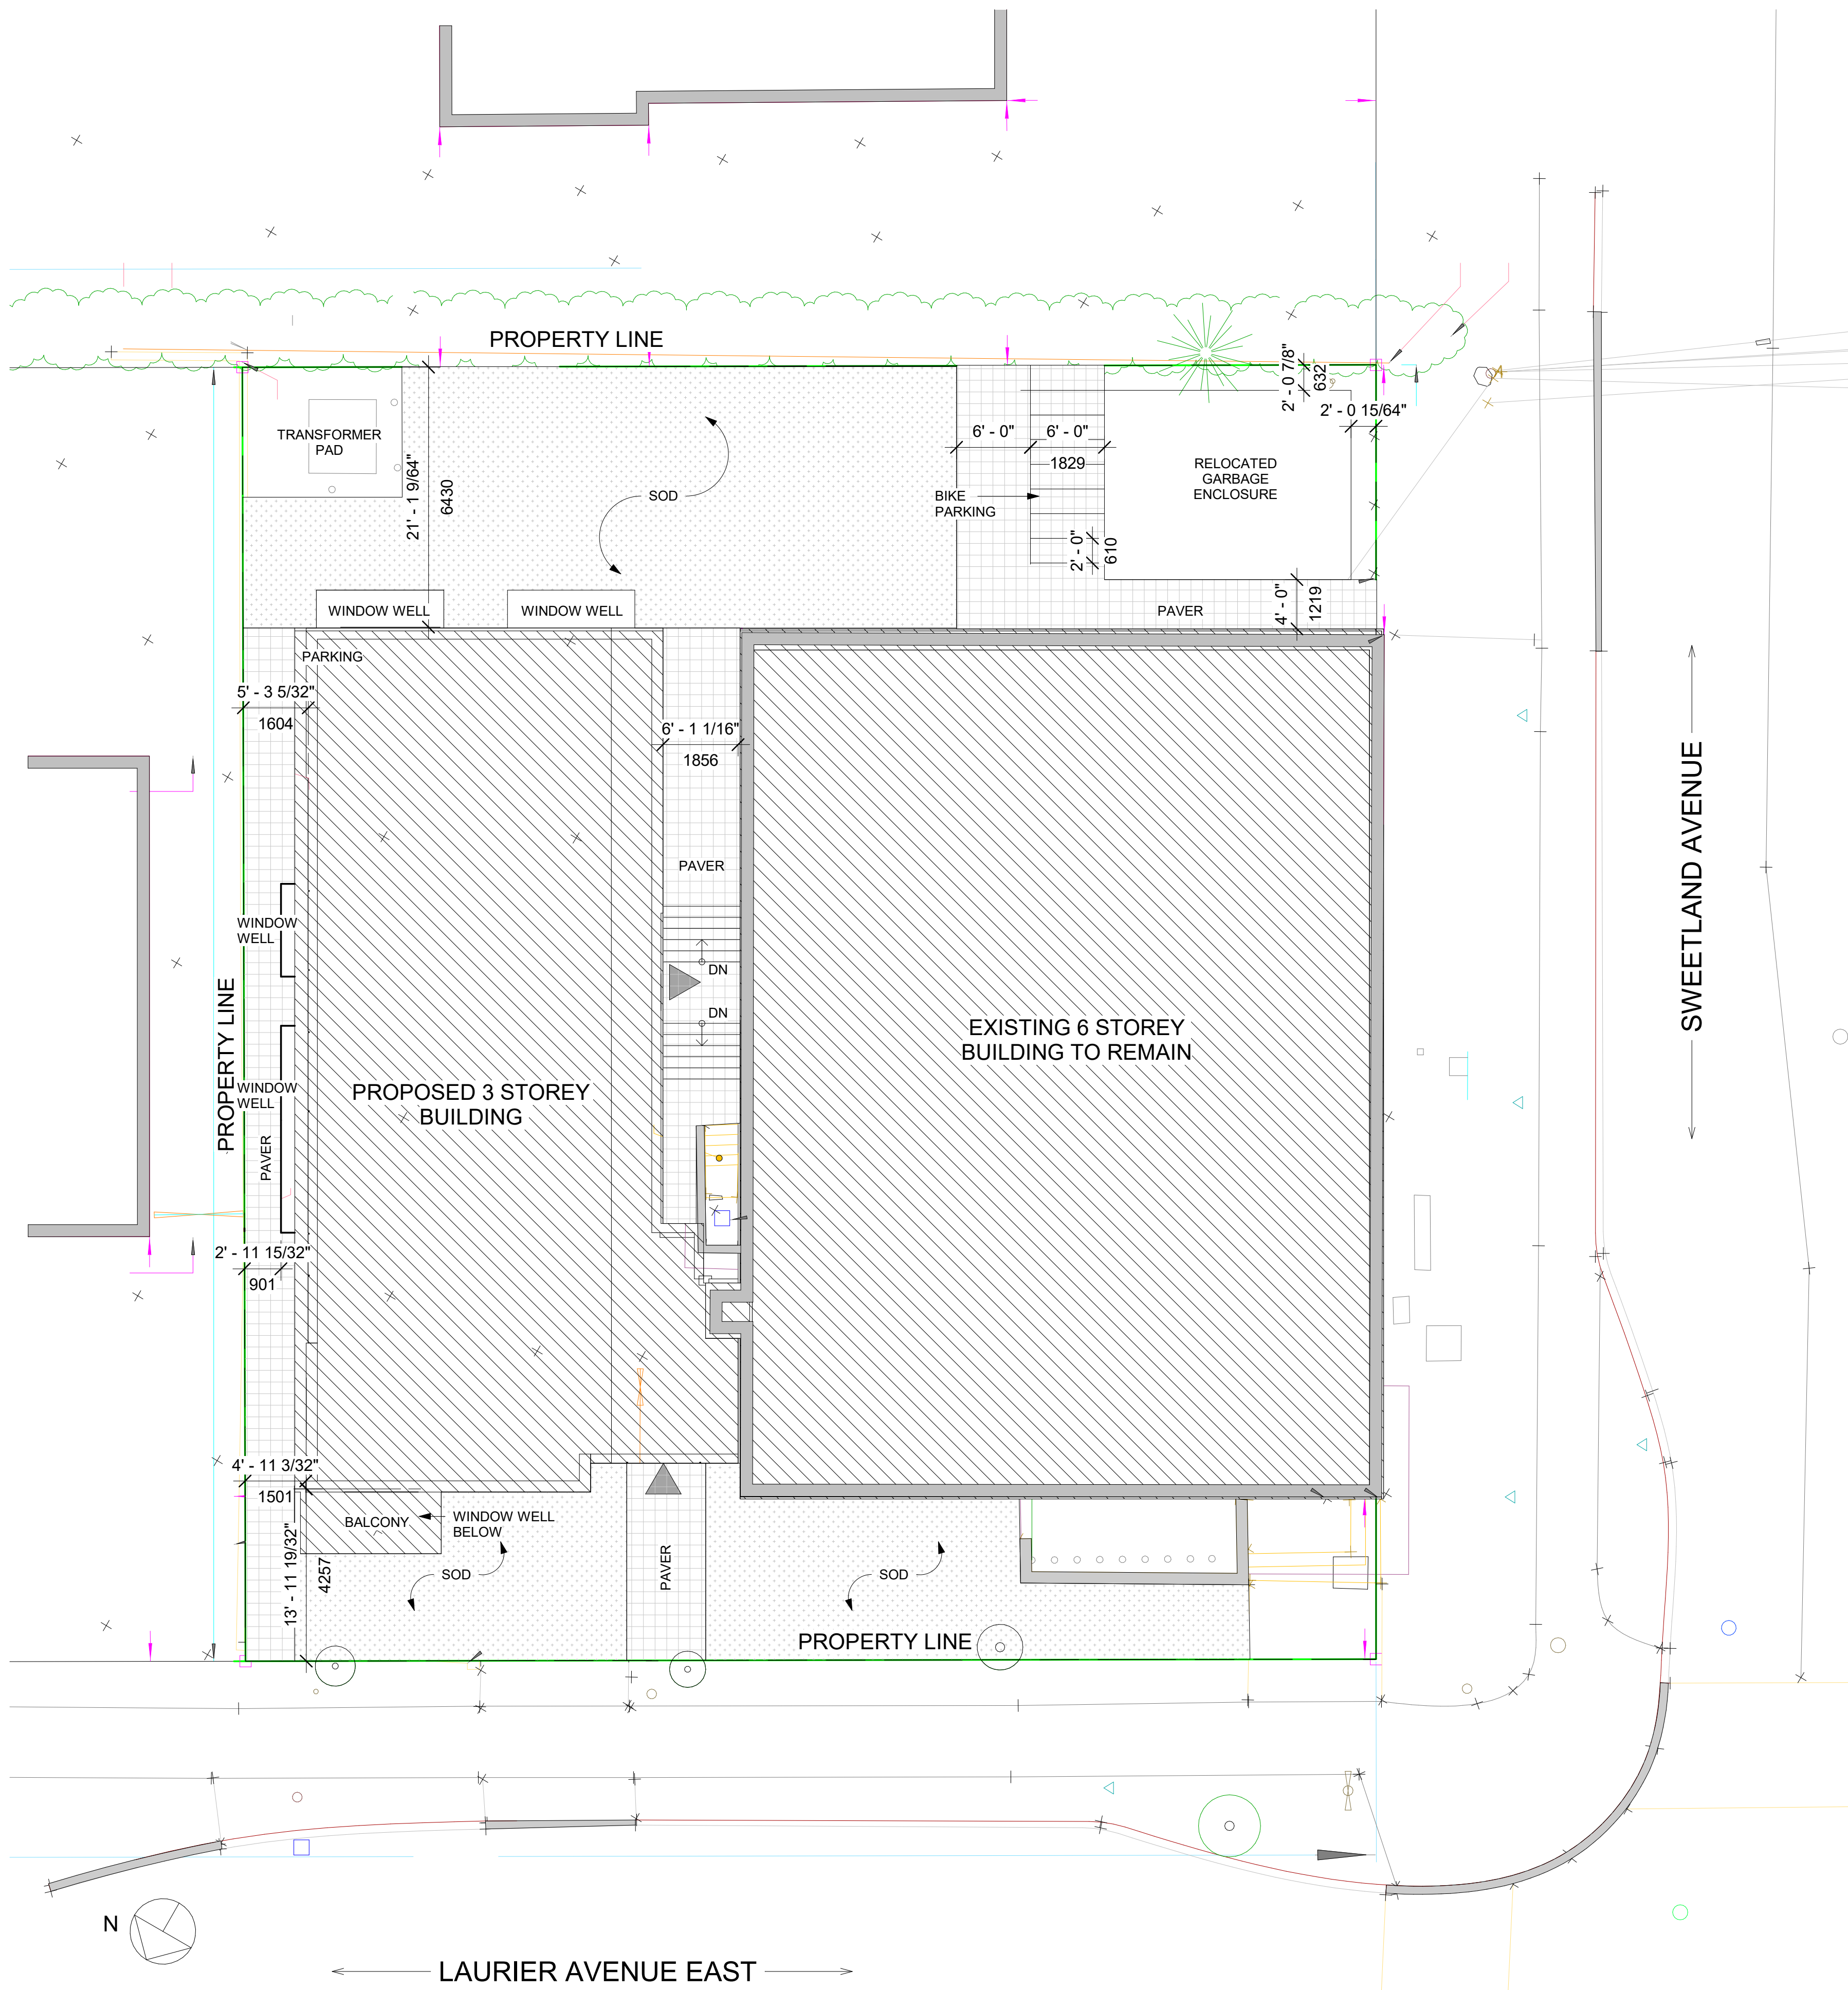 PROPERTY LINE
2' - 0 7/8"
632
2' - 0 15/64"
TRANSFORMER
PAD
21' - 1 9/64"
6430
SOD
6' - 0"
6' - 0"
1829
BIKE
PARKING
2' - 0"
610
RELOCATED
GARBAGE
ENCLOSURE
WINDOW WELL
WINDOW WELL
PAVER
4' - 0"
1219
PARKING
5' - 3 5/32"
1604
6' - 1 1/16"
1856
PAVER
WINDOW
WELL
DN
DN
PROPERTY LINE
WINDOW
WELL
PAVER
PROPOSED 3 STOREY
BUILDING
EXISTING 6 STOREY
BUILDING TO REMAIN
SWEETLAND AVENUE
2' - 11 15/32"
901
4' - 11 3/32"
1501
BALCONY
WINDOW WELL
BELOW
13' - 11 19/32"
4257
SOD
PAVER
SOD
PROPERTY LINE
N
LAURIER AVENUE EAST